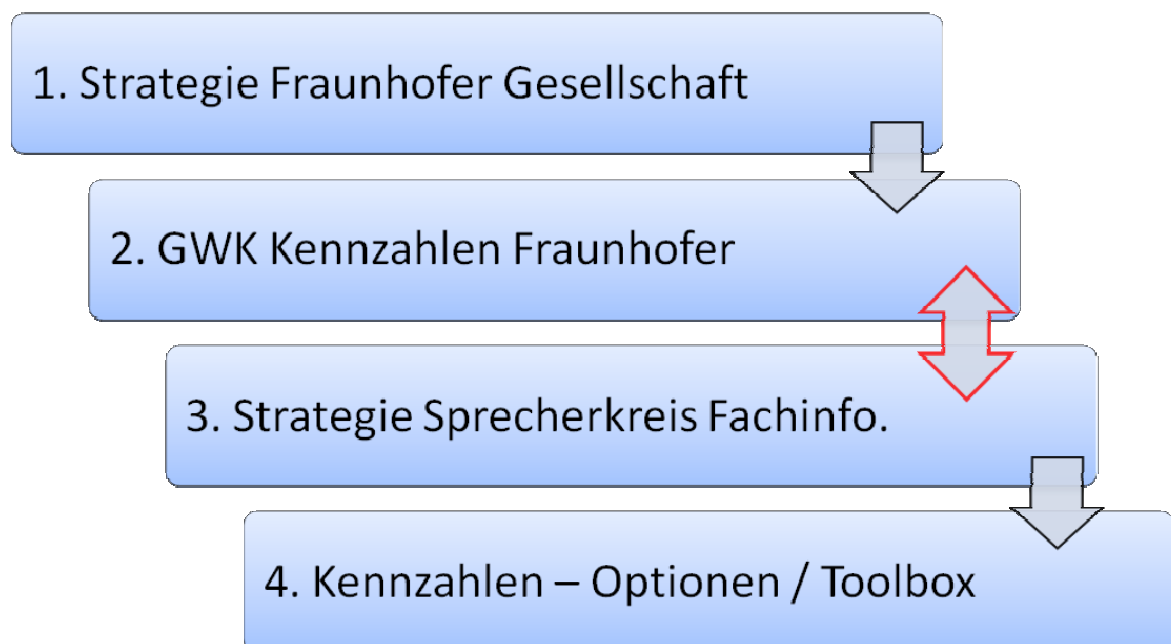 1. Strategie Fraunhofer Gesellschaft
2. GWK Kennzahlen Fraunhofer
3. Strategie Sprecherkreis Fachinfo.
4. Kennzahlen – Optionen / Toolbox